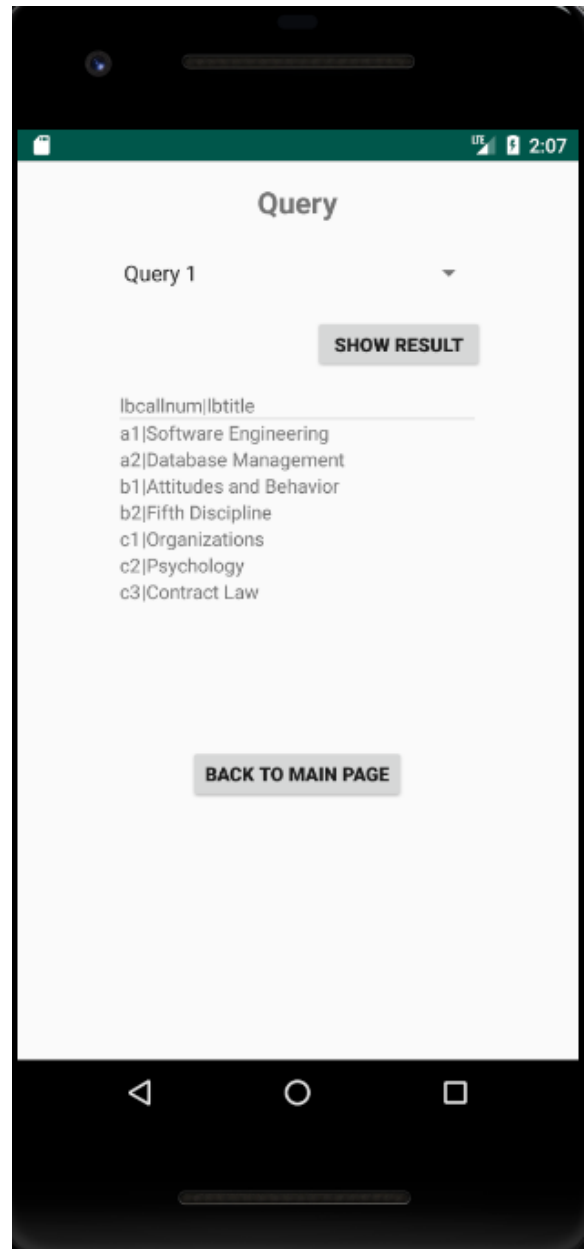 LTE 2:07
Query
Query 1
SHOW RESULT
lbcallnum|lbtitle
a1|Software Engineering
a2|Database Management
b1|Attitudes and Behavior
b2|Fifth Discipline
c1|Organizations
c2|Psychology
c3|Contract Law
BACK TO MAIN PAGE